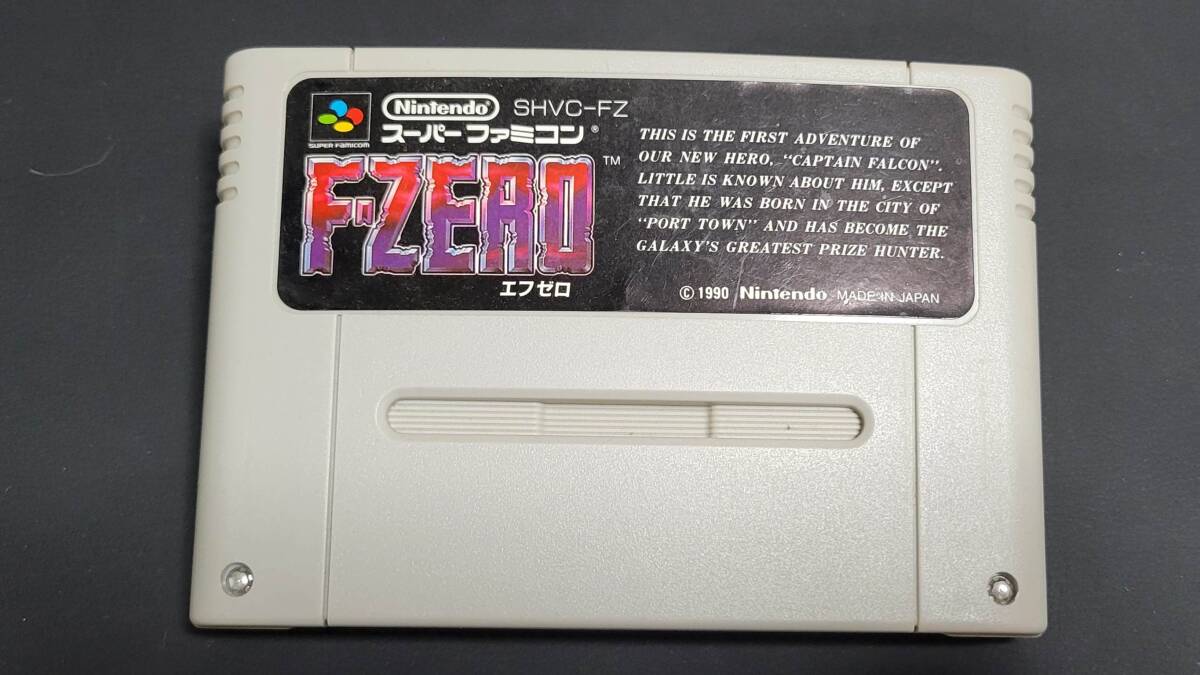 Nintendo SHVC-FZ
スーパーファミコン®
SUPER FAMICOM
F-ZERO™
エフゼロ
THIS IS THE FIRST ADVENTURE OF
OUR NEW HERO, "CAPTAIN FALCON".
LITTLE IS KNOWN ABOUT HIM, EXCEPT
THAT HE WAS BORN IN THE CITY OF
"PORT TOWN" AND HAS BECOME THE
GALAXY'S GREATEST PRIZE HUNTER.
© 1990 Nintendo MADE IN JAPAN